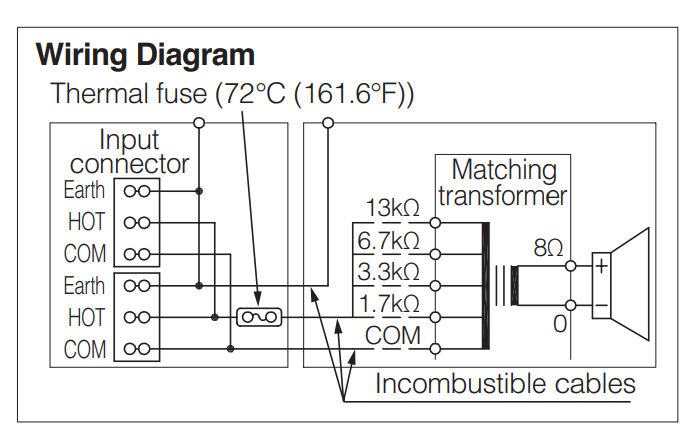 Wiring Diagram
Thermal fuse (72°C (161.6°F))
Input
connector
Earth
HOT
COM
Earth
HOT
COM
Matching
transformer
13kΩ
6.7kΩ
3.3kΩ
1.7kΩ
COM
8Ω
+
−
0
Incombustible cables